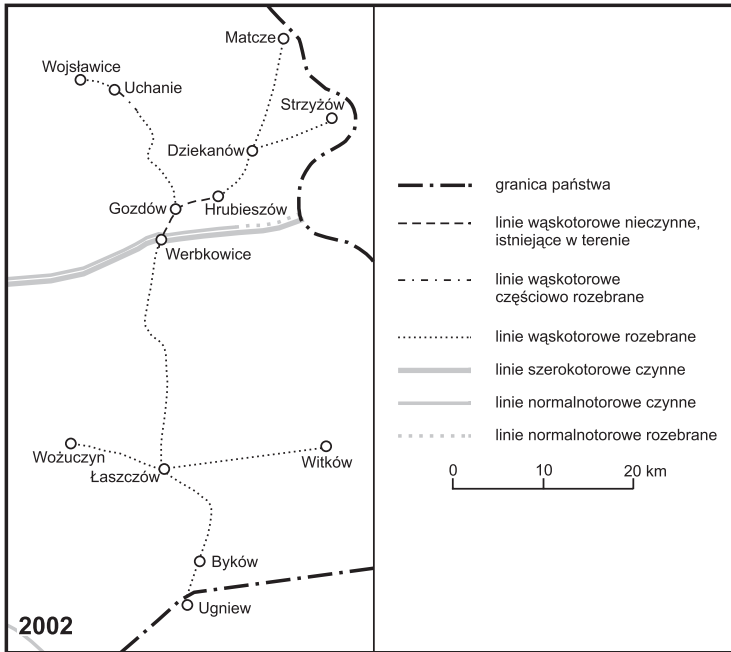 Matcze
Wojsławice
Uchanie
Strzyżów
Dziekanów
Gozdów
Hrubieszów
Werbkowice
Wożuczyn
Łaszczów
Witków
Byków
Ugniew
2002
granica państwa
linie wąskotorowe nieczynne,
istniejące w terenie
linie wąskotorowe
częściowo rozebrane
linie wąskotorowe rozebrane
linie szerokotorowe czynne
linie normalnotorowe czynne
linie normalnotorowe rozebrane
0 10 20 km